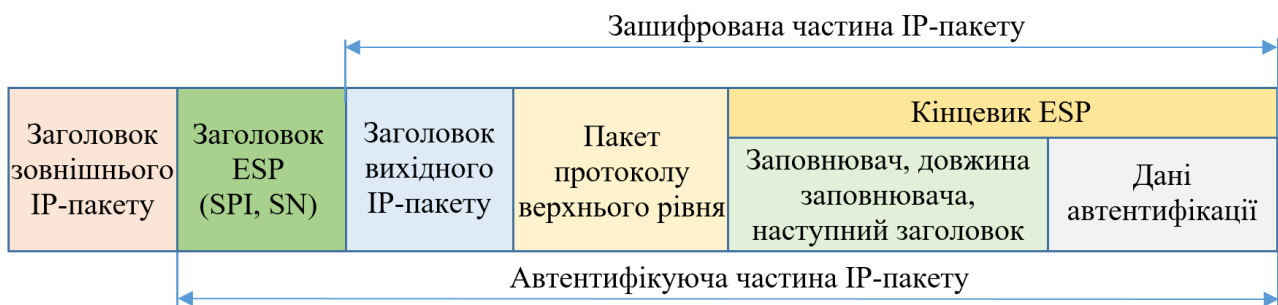 Зашифрована частина IP-пакету
Заголовок
зовнішнього
IP-пакету
Заголовок
ESP
(SPI, SN)
Заголовок
вихідного
IP-пакету
Пакет
протоколу
верхнього рівня
Кінцевик ESP
Заповнювач, довжина
заповнювача,
наступний заголовок
Дані
автентифікації
Автентифікуюча частина IP-пакету